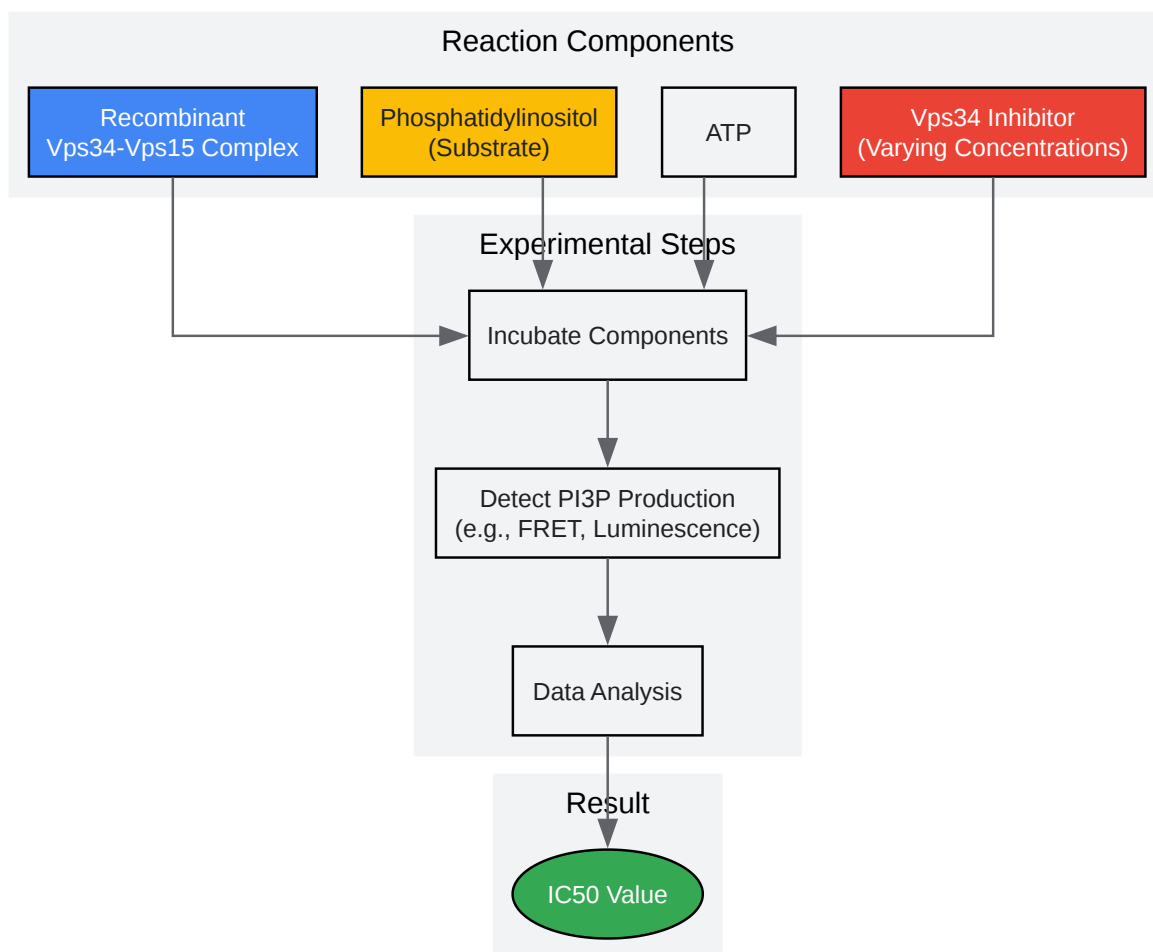 Reaction Components
Recombinant
Vps34-Vps15 Complex
Phosphatidylinositol
(Substrate)
ATP
Vps34 Inhibitor
(Varying Concentrations)
Experimental Steps
Incubate Components
Detect PI3P Production
(e.g., FRET, Luminescence)
Data Analysis
Result
IC50 Value